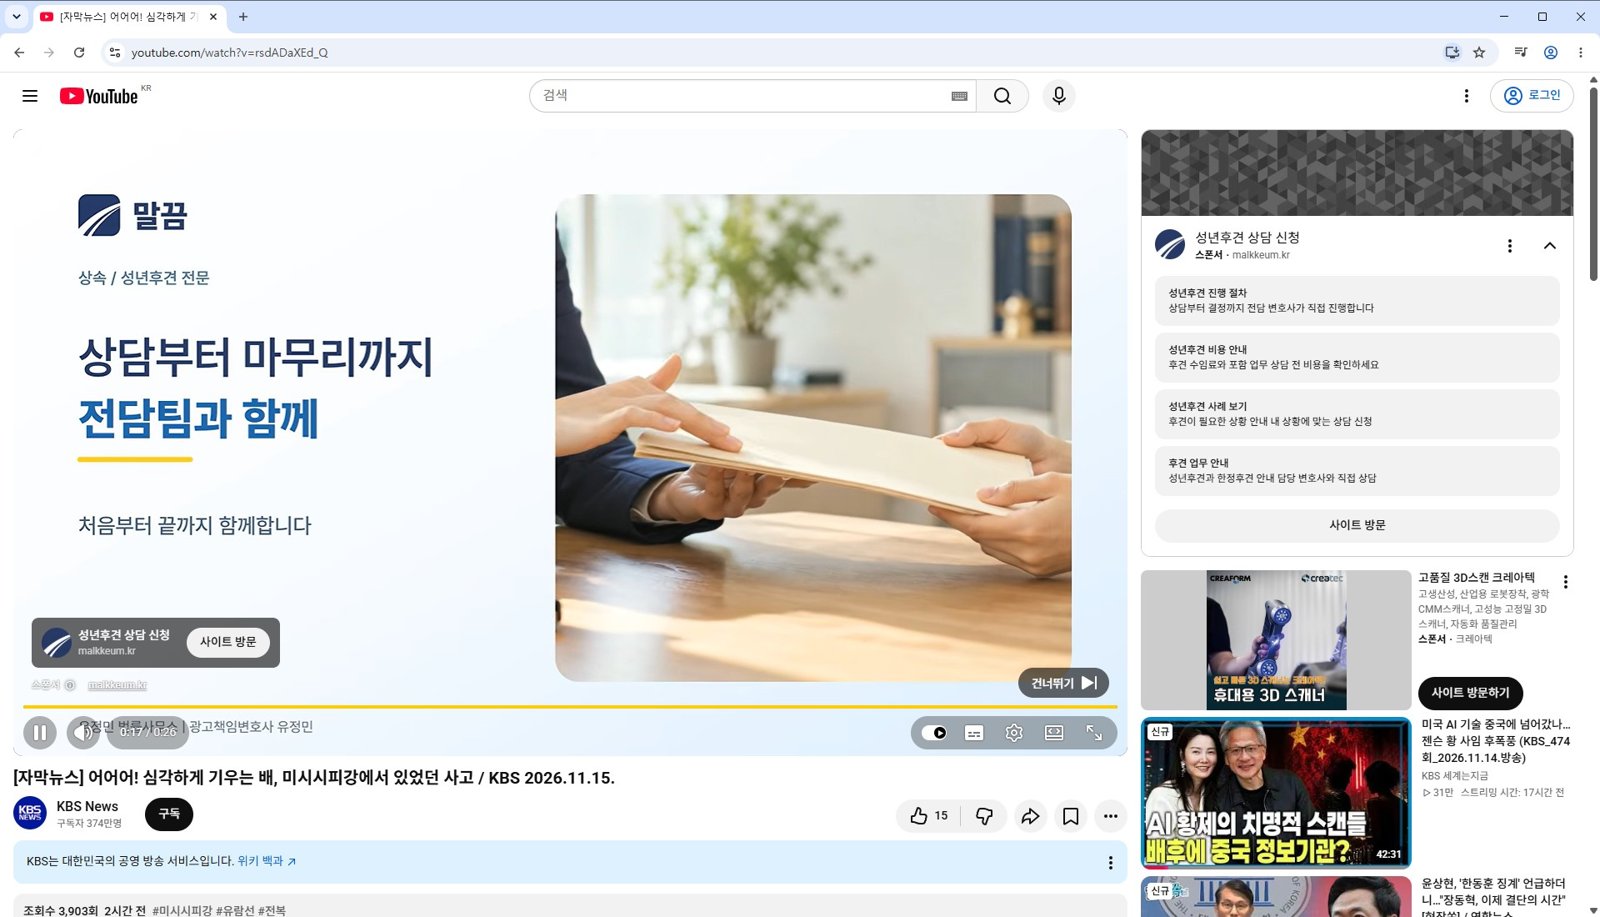 [자막뉴스] 어어어! 심각하게 기
youtube.com/watch?v=rsdADaXEd_Q
YouTube KR
검색
로그인
말끔
상속 / 성년후견 전문
상담부터 마무리까지
전담팀과 함께
처음부터 끝까지 함께합니다
성년후견 상담 신청
malkkeum.kr
사이트 방문
스폰서
malkkeum.kr
건너뛰기
유정민 법률사무소 | 광고책임변호사 유정민
0:17 / 0:26
[자막뉴스] 어어어! 심각하게 기우는 배, 미시시피강에서 있었던 사고 / KBS 2026.11.15.
KBS NEWS
KBS News
구독자 374만명
구독
15
KBS는 대한민국의 공영 방송 서비스입니다. 위키 백과
조회수 3,903회 2시간 전 #미시시피강 #유람선 #전복
성년후견 상담 신청
스폰서 · malkkeum.kr
성년후견 진행 절차
상담부터 결정까지 전담 변호사가 직접 진행합니다
성년후견 비용 안내
후견 수임료와 포함 업무 상담 전 비용을 확인하세요
성년후견 사례 보기
후견이 필요한 상황 안내 내 상황에 맞는 상담 신청
후견 업무 안내
성년후견과 한정후견 안내 담당 변호사와 직접 상담
사이트 방문
CREAFORM
createc
휴대용 3D 스캐너
고품질 3D스캔 크레아텍
고생산성, 산업용 로봇장착, 광학
CMM스캐너, 고성능 고정밀 3D
스캐너, 자동화 품질관리
스폰서 · 크레아텍
사이트 방문하기
신규
AI 황제의 치명적 스캔들
배후에 중국 정보기관?
42:31
미국 AI 기술 중국에 넘어갔나...
젠슨 황 사임 후폭풍 (KBS_474
회_2026.11.14.방송)
KBS 세계는지금
31만 스트리밍 시간: 17시간 전
신규
윤상현, '한동훈 징계' 언급하더
니..."장동혁, 이제 결단의 시간"